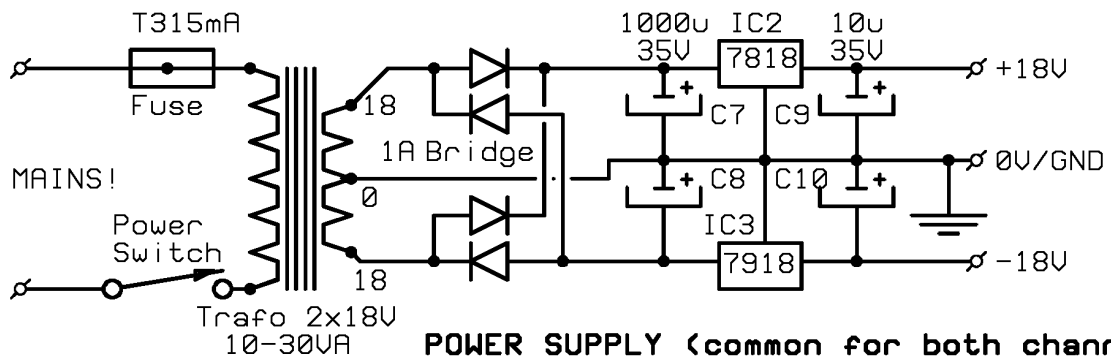 T315mA
Fuse
MAINS!
Power
Switch
Trafo 2x18V
10-30VA
18
0
18
1A Bridge
1000u
35V
C7
C8
IC2
7818
IC3
7918
10u
35V
C9
C10
+
+
+
+
+18V
0V/GND
-18V
POWER SUPPLY (common for both chann